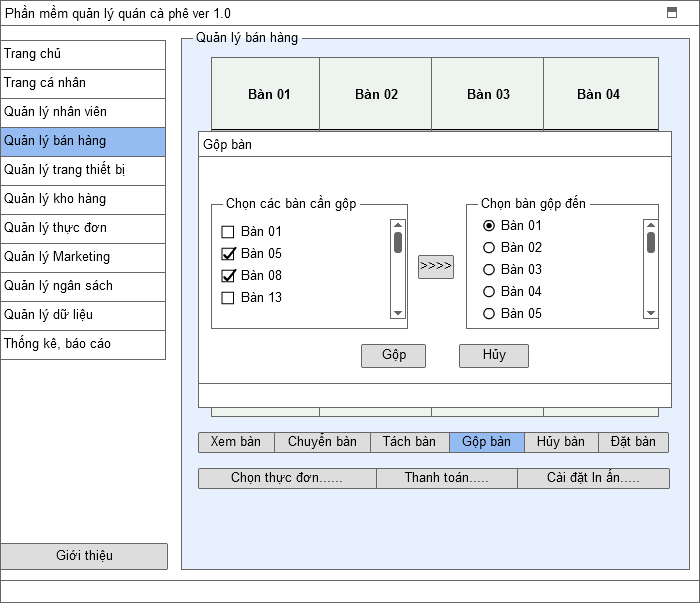 Phần mềm quản lý quán cà phê ver 1.0
Trang chủ
Trang cá nhân
Quản lý nhân viên
Quản lý bán hàng
Quản lý trang thiết bị
Quản lý kho hàng
Quản lý thực đơn
Quản lý Marketing
Quản lý ngân sách
Quản lý dữ liệu
Thống kê, báo cáo
Giới thiệu
Quản lý bán hàng
Bàn 01 Bàn 02 Bàn 03 Bàn 04
Gộp bàn
Chọn các bàn cần gộp
Bàn 01
Bàn 05
Bàn 08
Bàn 13
>>>>
Chọn bàn gộp đến
Bàn 01
Bàn 02
Bàn 03
Bàn 04
Bàn 05
Gộp Hủy
Xem bàn Chuyển bàn Tách bàn Gộp bàn Hủy bàn Đặt bàn
Chọn thực đơn...... Thanh toán..... Cài đặt In ấn.....